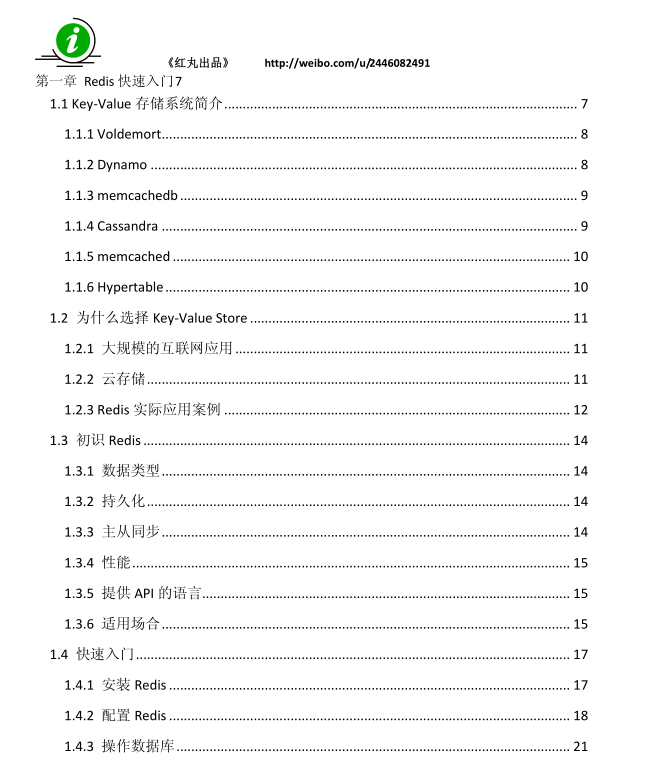 《红丸出品》 http://weibo.com/u/2446082491
第一章 Redis 快速入门7
1.1 Key-Value 存储系统简介 7
1.1.1 Voldemort 8
1.1.2 Dynamo 8
1.1.3 memcachedb 9
1.1.4 Cassandra 9
1.1.5 memcached 10
1.1.6 Hypertable 10
1.2 为什么选择 Key-Value Store 11
1.2.1 大规模的互联网应用 11
1.2.2 云存储 11
1.2.3 Redis 实际应用案例 12
1.3 初识 Redis 14
1.3.1 数据类型 14
1.3.2 持久化 14
1.3.3 主从同步 14
1.3.4 性能 15
1.3.5 提供 API 的语言 15
1.3.6 适用场合 15
1.4 快速入门 17
1.4.1 安装 Redis 17
1.4.2 配置 Redis 18
1.4.3 操作数据库 21